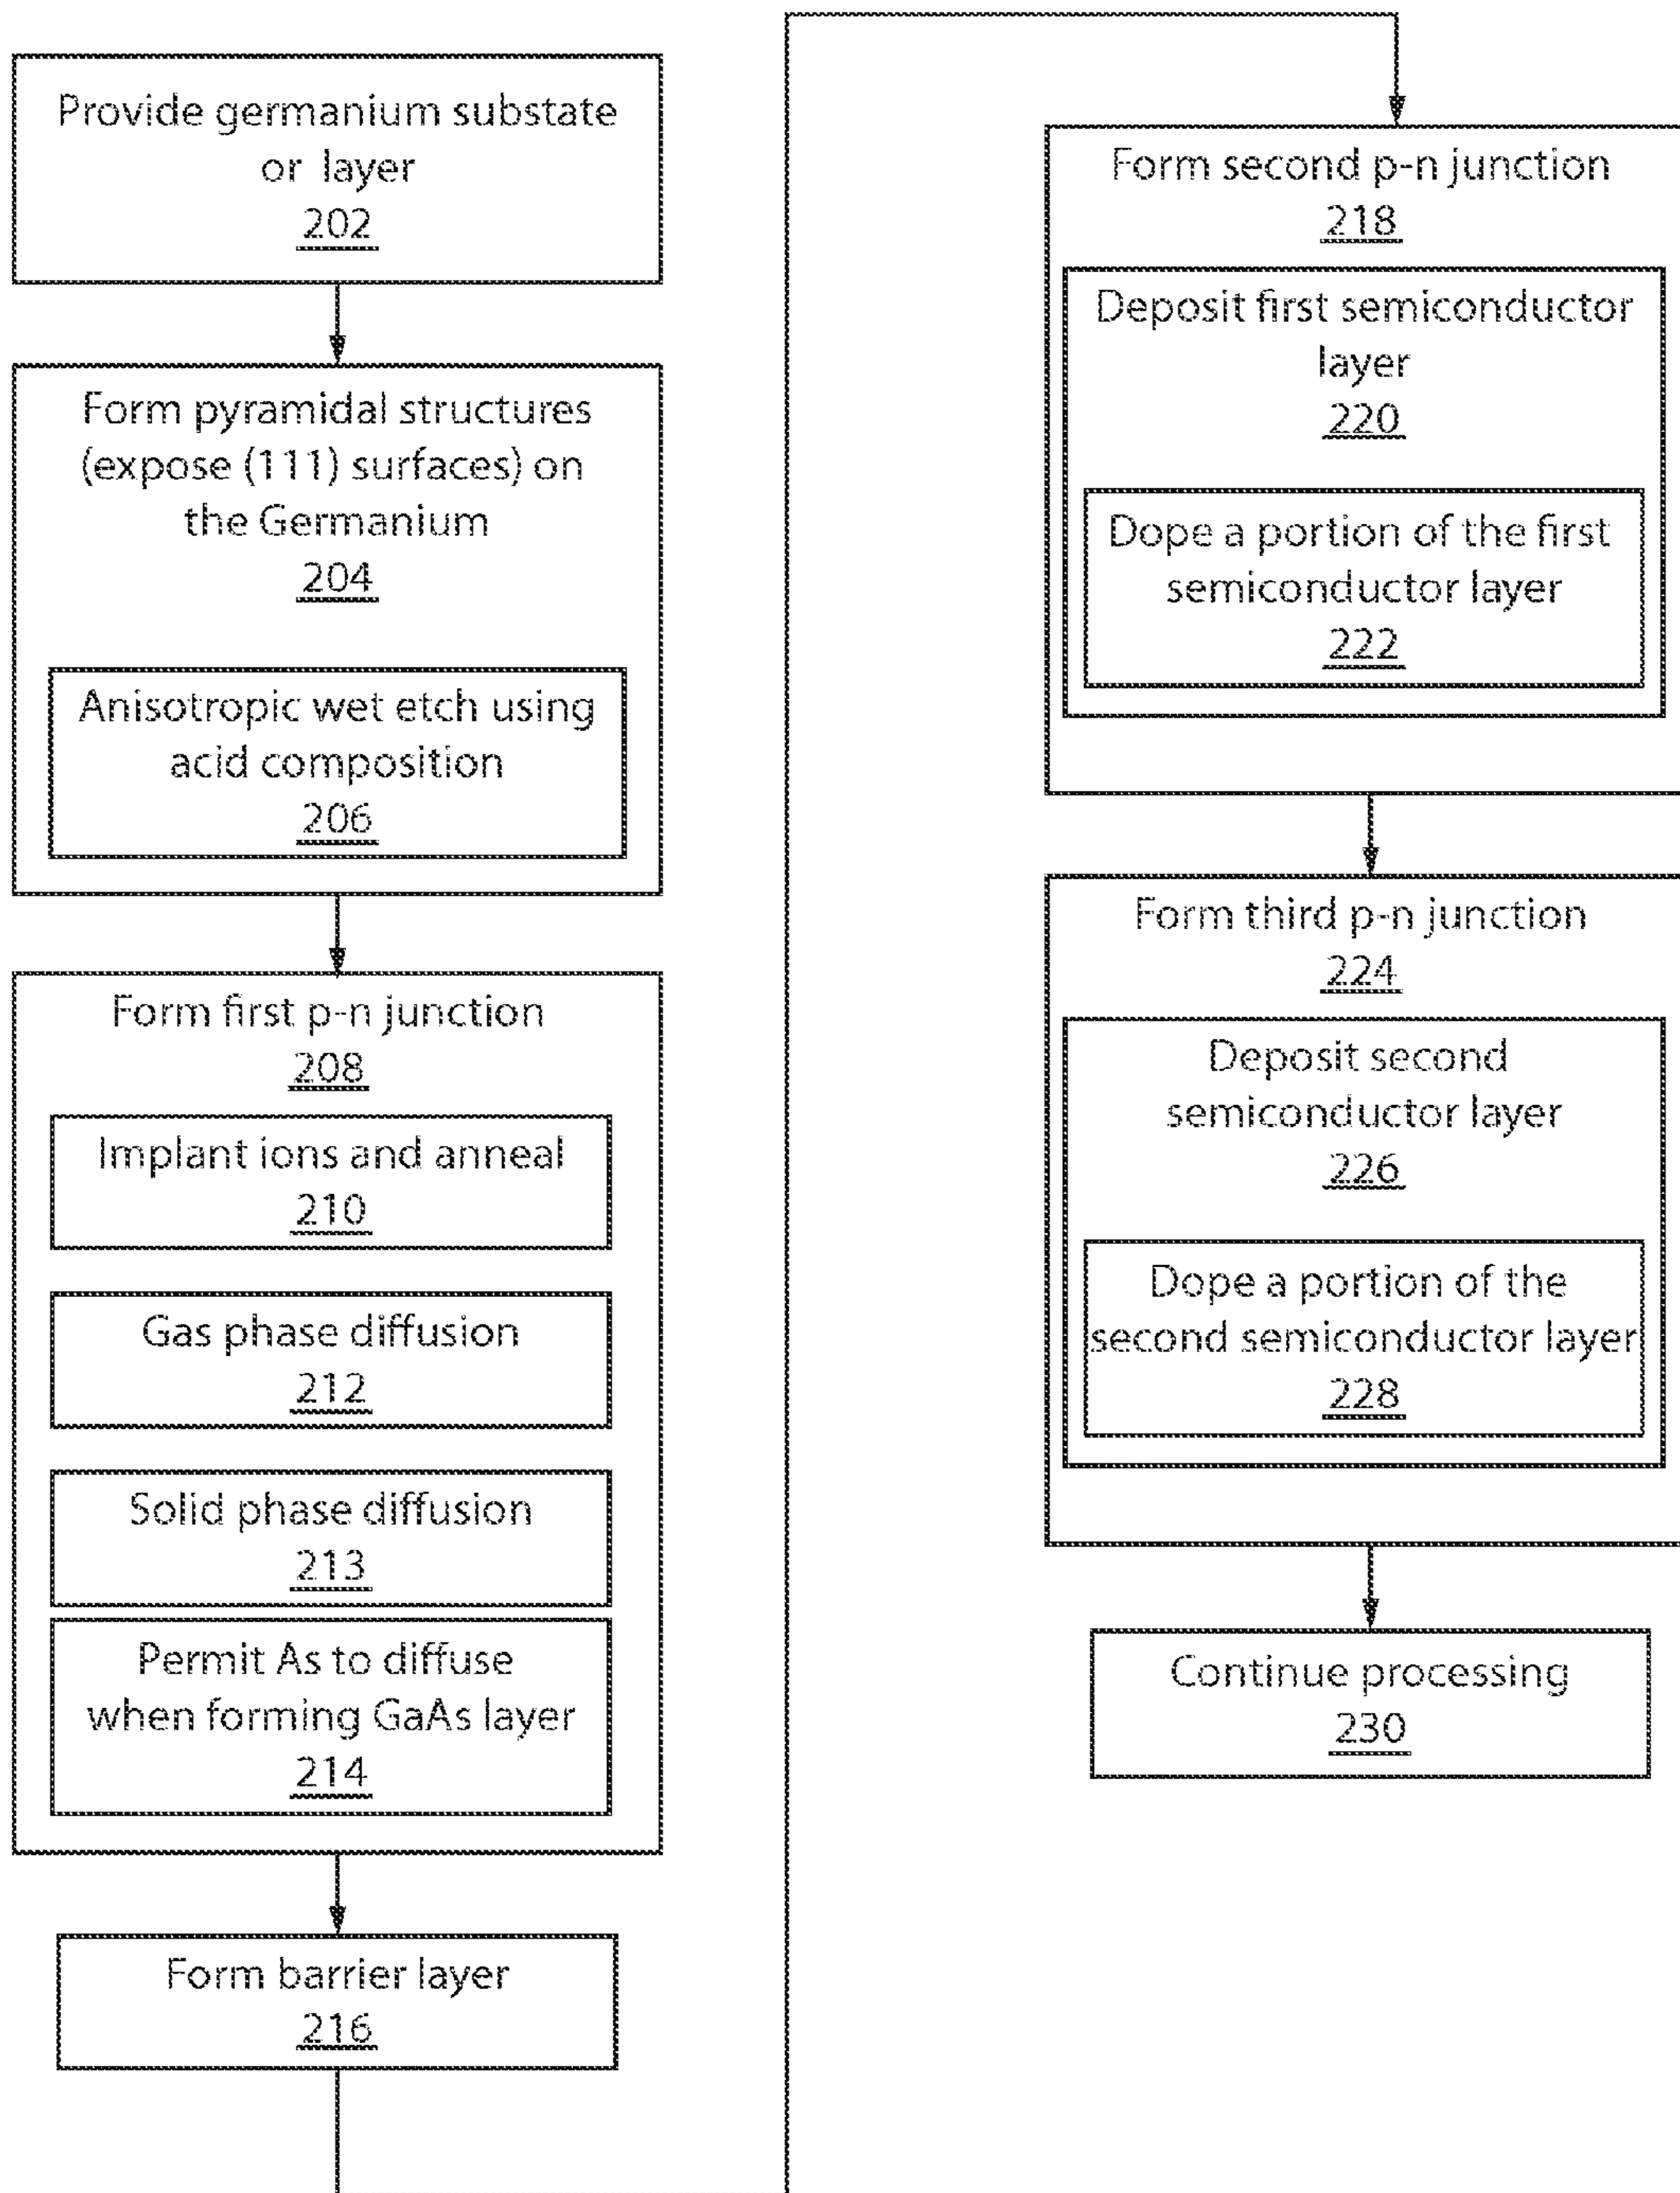 Provide germanium substate
or layer
202
Form pyramidal structures
(expose (111) surfaces) on
the Germanium
204
Anisotropic wet etch using
acid composition
206
Form first p-n junction
208
Implant ions and anneal
210
Gas phase diffusion
212
Solid phase diffusion
213
Permit As to diffuse
when forming GaAs layer
214
Form barrier layer
216
Form second p-n junction
218
Deposit first semiconductor
layer
220
Dope a portion of the first
semiconductor layer
222
Form third p-n junction
224
Deposit second
semiconductor layer
226
Dope a portion of the
second semiconductor layer
228
Continue processing
230